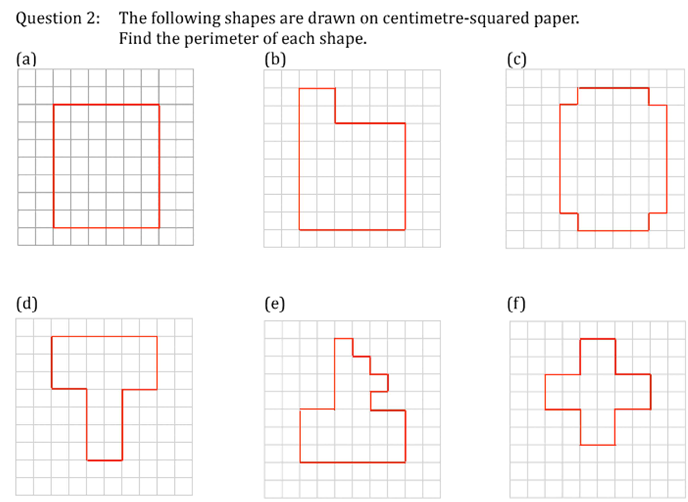 Question 2: The following shapes are drawn on centimetre-squared paper.
Find the perimeter of each shape.
(a) (b) (c)
(d) (e) (f)